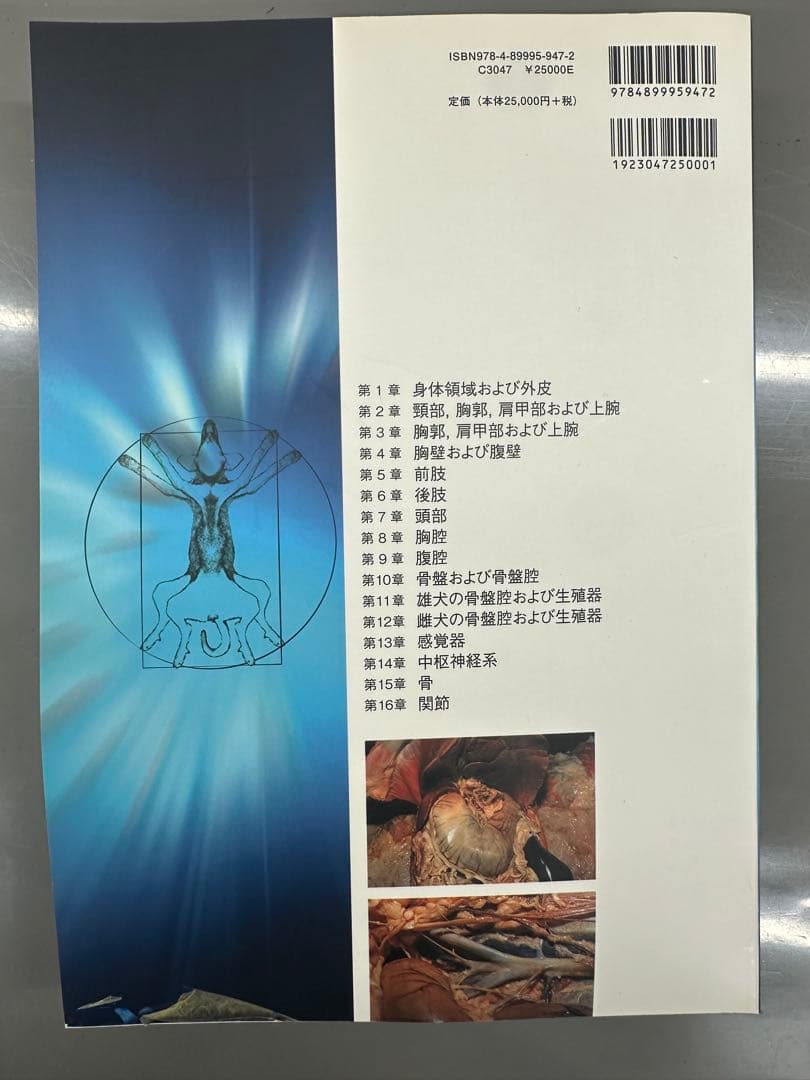 ISBN978-4-89995-947-2
C3047 ¥25000E
定価（本体25,000円＋税）
9784899959472
1923047250001
第1章 身体領域および外皮
第2章 頸部, 胸郭, 肩甲部および上腕
第3章 胸郭, 肩甲部および上腕
第4章 胸壁および腹壁
第5章 前肢
第6章 後肢
第7章 頭部
第8章 胸腔
第9章 腹腔
第10章 骨盤および骨盤腔
第11章 雄犬の骨盤腔および生殖器
第12章 雌犬の骨盤腔および生殖器
第13章 感覚器
第14章 中枢神経系
第15章 骨
第16章 関節